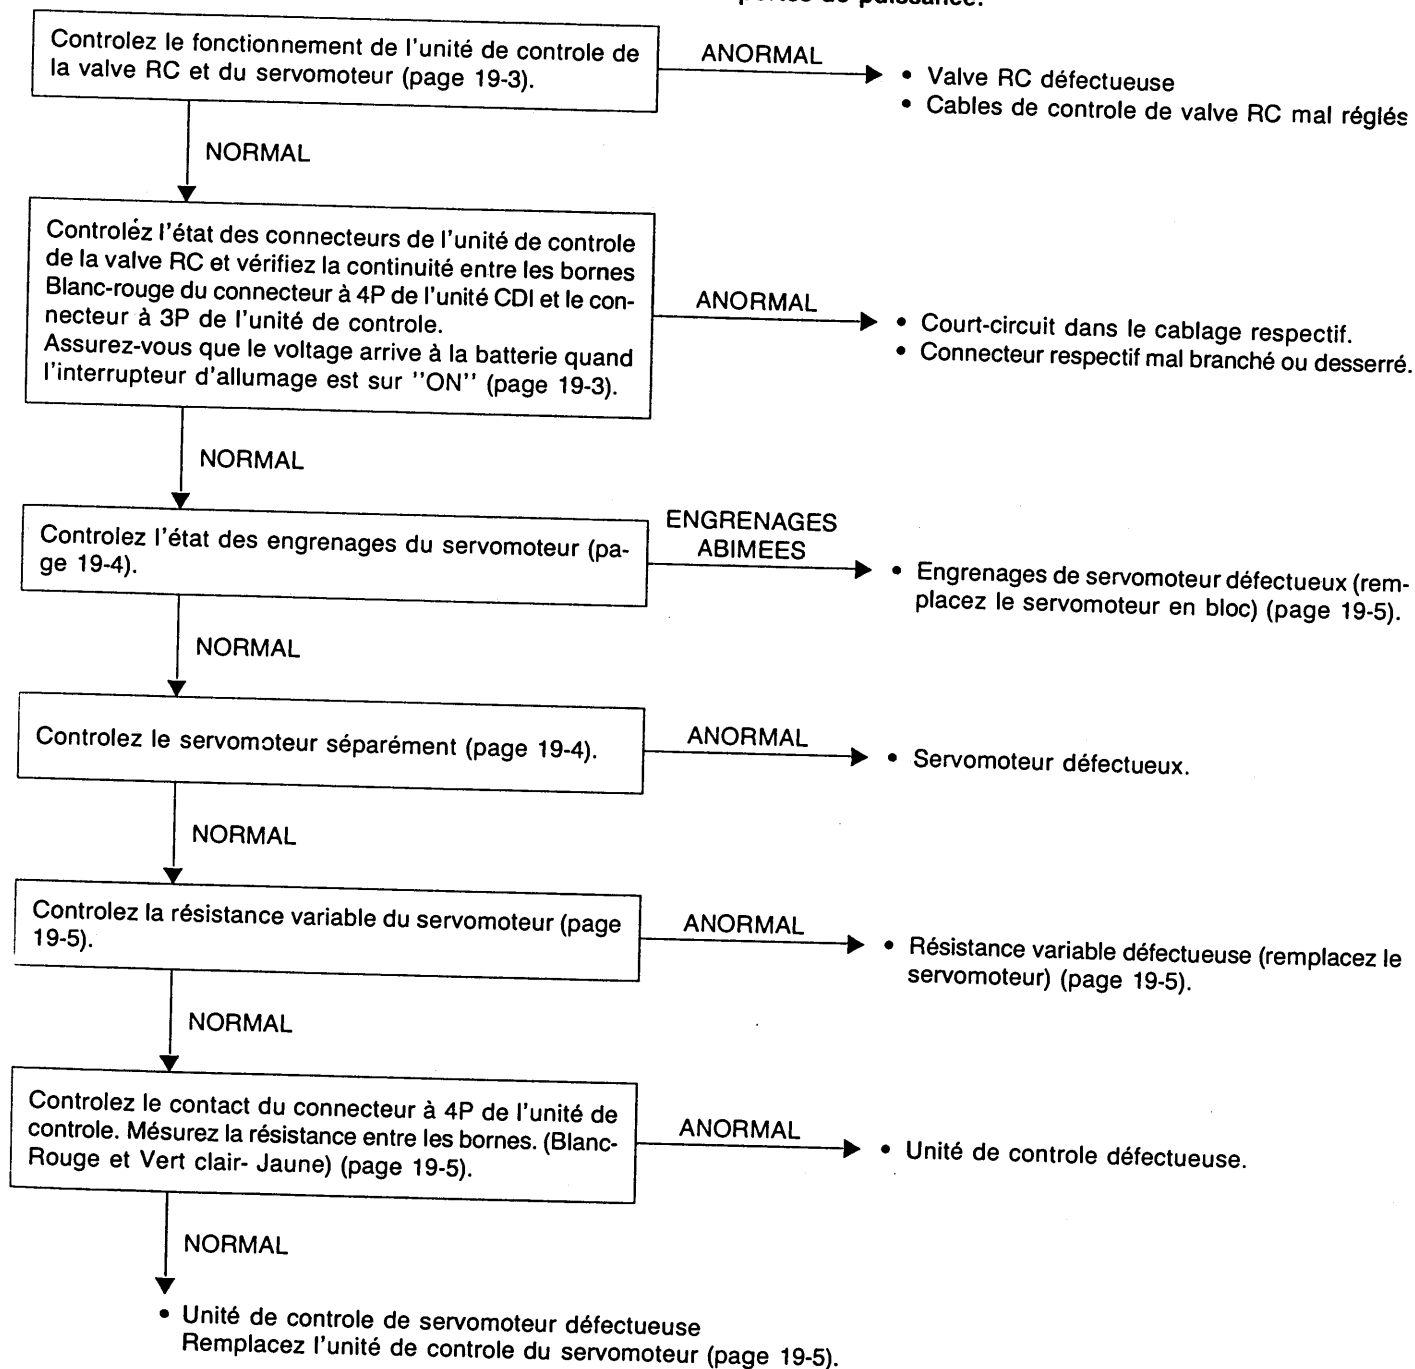 de puissance.
Controlez le fonctionnement de l'unité de controle de
la valve RC et du servomoteur (page 19-3).
ANORMAL
• Valve RC défectueuse
• Cables de controle de valve RC mal réglés
NORMAL
Controléz l'état des connecteurs de l'unité de controle
de la valve RC et vérifiez la continuité entre les bornes
Blanc-rouge du connecteur à 4P de l'unité CDI et le con-
necteur à 3P de l'unité de controle.
Assurez-vous que le voltage arrive à la batterie quand
l'interrupteur d'allumage est sur ''ON'' (page 19-3).
ANORMAL
• Court-circuit dans le cablage respectif.
• Connecteur respectif mal branché ou desserré.
NORMAL
Controlez l'état des engrenages du servomoteur (pa-
ge 19-4).
ENGRENAGES
ABIMEES
• Engrenages de servomoteur défectueux (rem-
placez le servomoteur en bloc) (page 19-5).
NORMAL
Controlez le servomoteur séparément (page 19-4).
ANORMAL
• Servomoteur défectueux.
NORMAL
Controlez la résistance variable du servomoteur (page
19-5).
ANORMAL
• Résistance variable défectueuse (remplacez le
servomoteur) (page 19-5).
NORMAL
Controlez le contact du connecteur à 4P de l'unité de
controle. Mésurez la résistance entre les bornes. (Blanc-
Rouge et Vert clair- Jaune) (page 19-5).
ANORMAL
• Unité de controle défectueuse.
NORMAL
• Unité de controle de servomoteur défectueuse
Remplacez l'unité de controle du servomoteur (page 19-5).